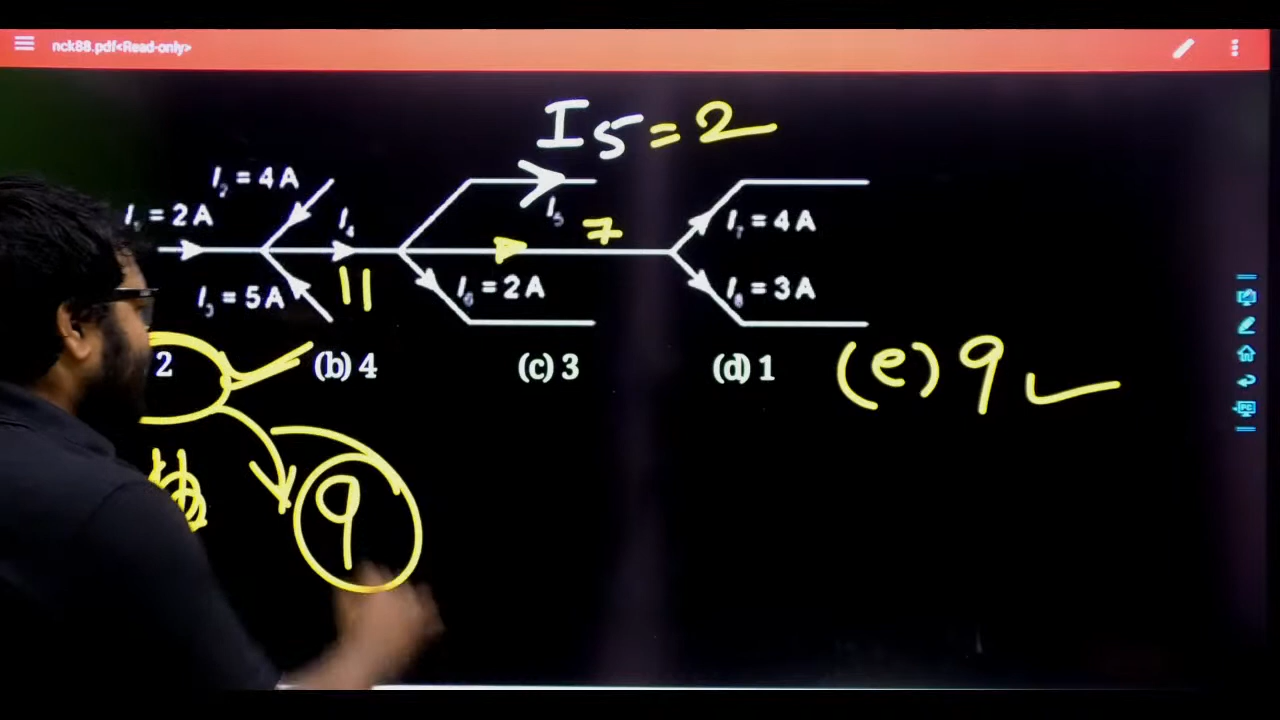 nck88.pdf<Read-only>
I5 = 2
I2 = 4A
I1 = 2A
I4
I5
7
I7 = 4A
I3 = 5A
11
I6 = 2A
I8 = 3A
2 (b) 4 (c) 3 (d) 1 (e) 9
9